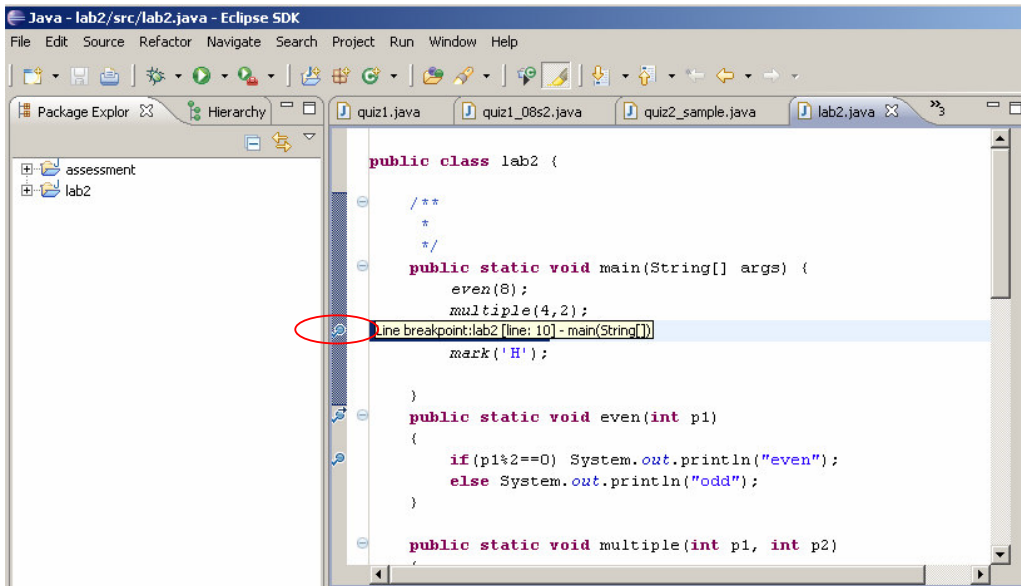 Java - lab2/src/lab2.java - Eclipse SDK
File Edit Source Refactor Navigate Search Project Run Window Help
Package Explor Hierarchy
quiz1.java quiz1_08s2.java quiz2_sample.java lab2.java »3
assessment
lab2
public class lab2 {
/**
*
*/
public static void main(String[] args) {
even(8);
multiple(4,2);
Line breakpoint:lab2 [line: 10] - main(String[])
mark('H');
}
public static void even(int p1)
{
if(p1%2==0) System.out.println("even");
else System.out.println("odd");
}
public static void multiple(int p1, int p2)